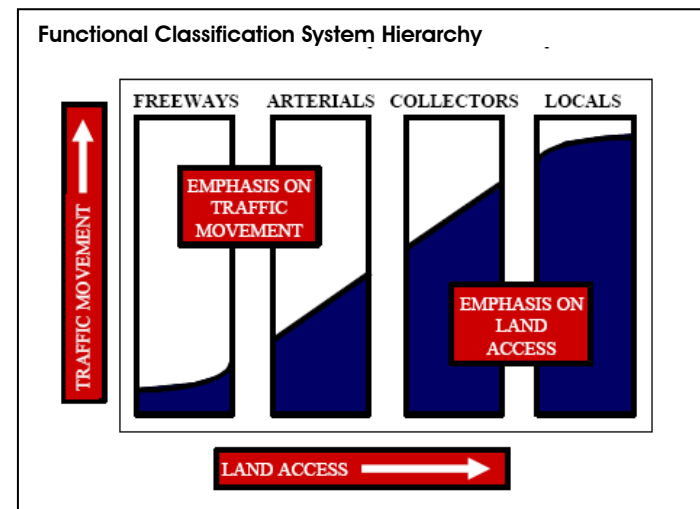 Functional Classification System Hierarchy
FREEWAYS ARTERIALS COLLECTORS LOCALS
TRAFFIC MOVEMENT
EMPHASIS ON
TRAFFIC
MOVEMENT
EMPHASIS ON
LAND
ACCESS
LAND ACCESS